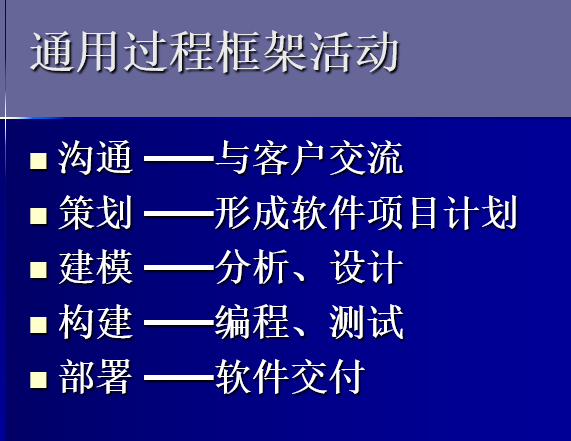 通用过程框架活动
沟通 ——与客户交流
策划 ——形成软件项目计划
建模 ——分析、设计
构建 ——编程、测试
部署 ——软件交付